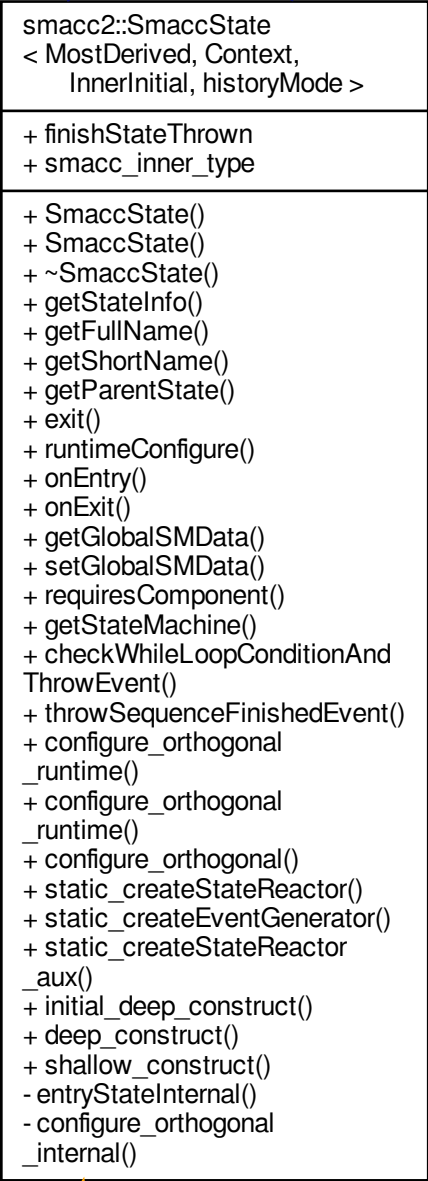 smacc2::SmaccState
< MostDerived, Context,
InnerInitial, historyMode >
+ finishStateThrown
+ smacc_inner_type
+ SmaccState()
+ SmaccState()
+ ~SmaccState()
+ getStateInfo()
+ getFullName()
+ getShortName()
+ getParentState()
+ exit()
+ runtimeConfigure()
+ onEntry()
+ onExit()
+ getGlobalSMData()
+ setGlobalSMData()
+ requiresComponent()
+ getStateMachine()
+ checkWhileLoopConditionAnd
ThrowEvent()
+ throwSequenceFinishedEvent()
+ configure_orthogonal
_runtime()
+ configure_orthogonal
_runtime()
+ configure_orthogonal()
+ static_createStateReactor()
+ static_createEventGenerator()
+ static_createStateReactor
_aux()
+ initial_deep_construct()
+ deep_construct()
+ shallow_construct()
- entryStateInternal()
- configure_orthogonal
_internal()